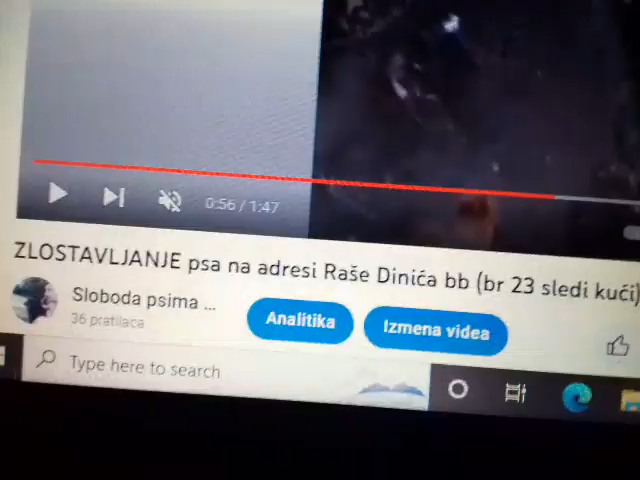 0:56 / 1:47
ZLOSTAVLJANJE psa na adresi Raše Dinića bb (br 23 sledi kući)
Sloboda psima ...
36 pratilaca
Analitika
Izmena videa
Type here to search